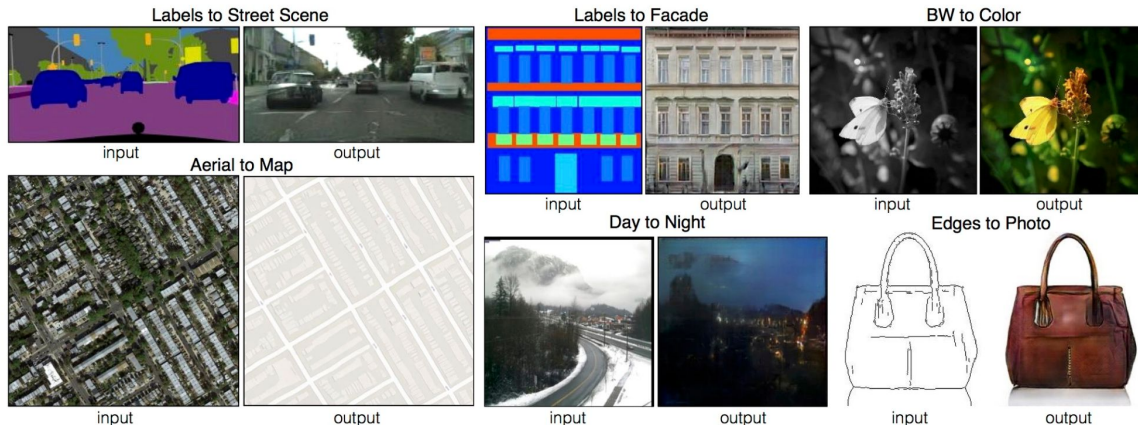 Labels to Street Scene
input
output
Aerial to Map
input
output
Labels to Facade
input
output
BW to Color
input
output
Day to Night
input
output
Edges to Photo
input
output